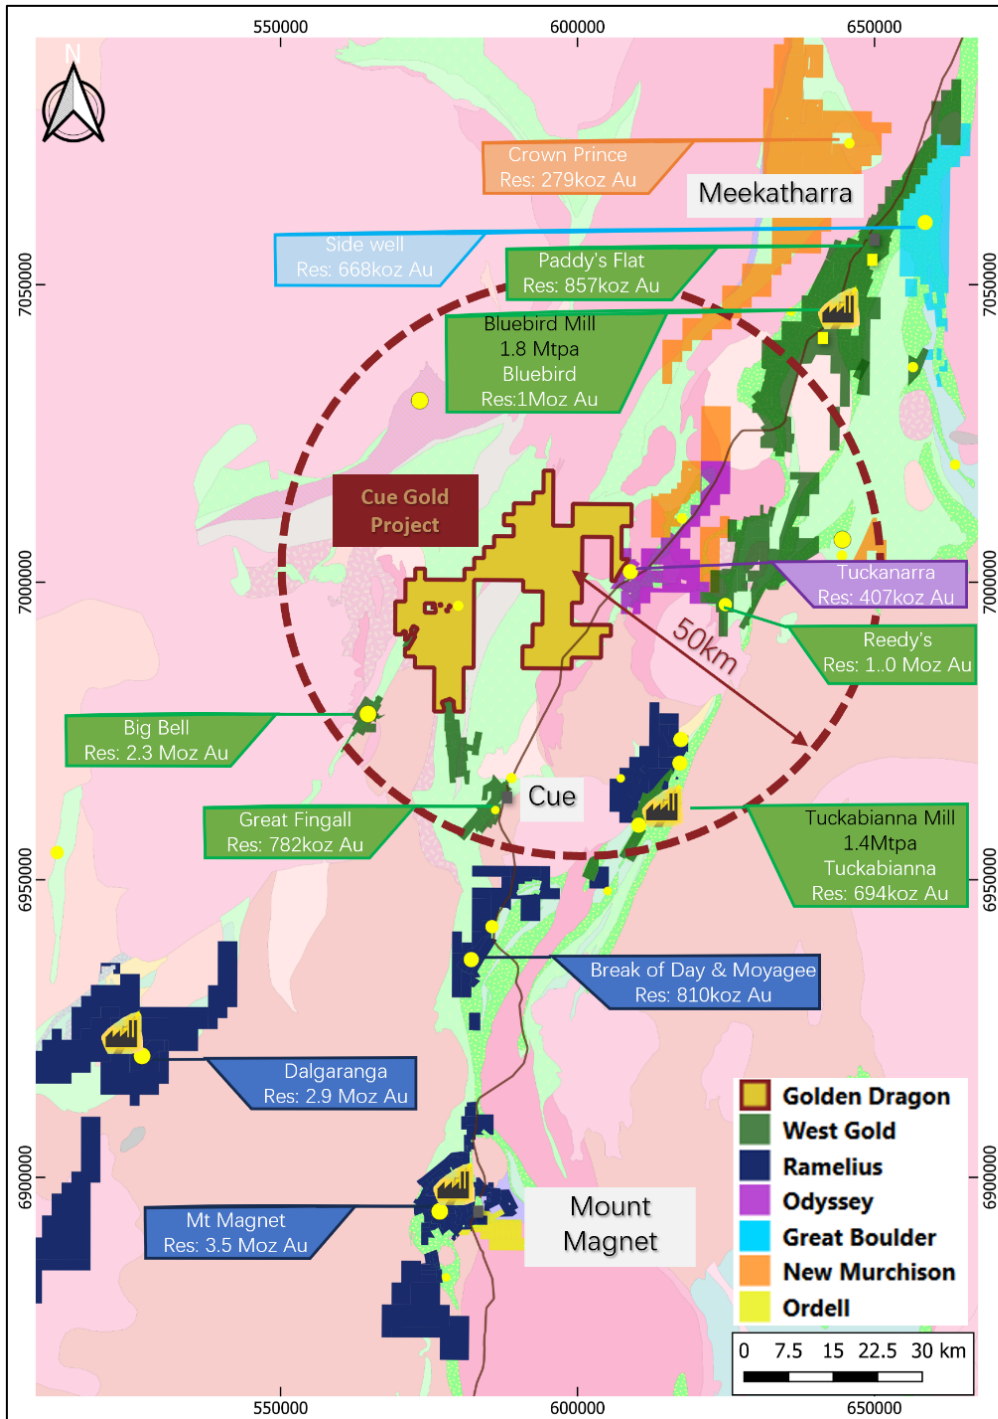 550000
600000
650000
N
Crown Prince
Res: 279koz Au
Meekatharra
Side well
Res: 668koz Au
Paddy's Flat
Res: 857koz Au
7050000
7050000
Bluebird Mill
1.8 Mtpa
Bluebird
Res:1Moz Au
Cue Gold
Project
7000000
7000000
Tuckanarra
Res: 407koz Au
50km
Reedy's
Res: 1..0 Moz Au
Big Bell
Res: 2.3 Moz Au
Cue
Great Fingall
Res: 782koz Au
Tuckabianna Mill
1.4Mtpa
Tuckabianna
Res: 694koz Au
6950000
6950000
Break of Day & Moyagee
Res: 810koz Au
Dalgaranga
Res: 2.9 Moz Au
Golden Dragon
West Gold
Ramelius
Odyssey
Great Boulder
New Murchison
Ordell
6900000
6900000
Mt Magnet
Res: 3.5 Moz Au
Mount
Magnet
0 7.5 15 22.5 30 km
550000
600000
650000